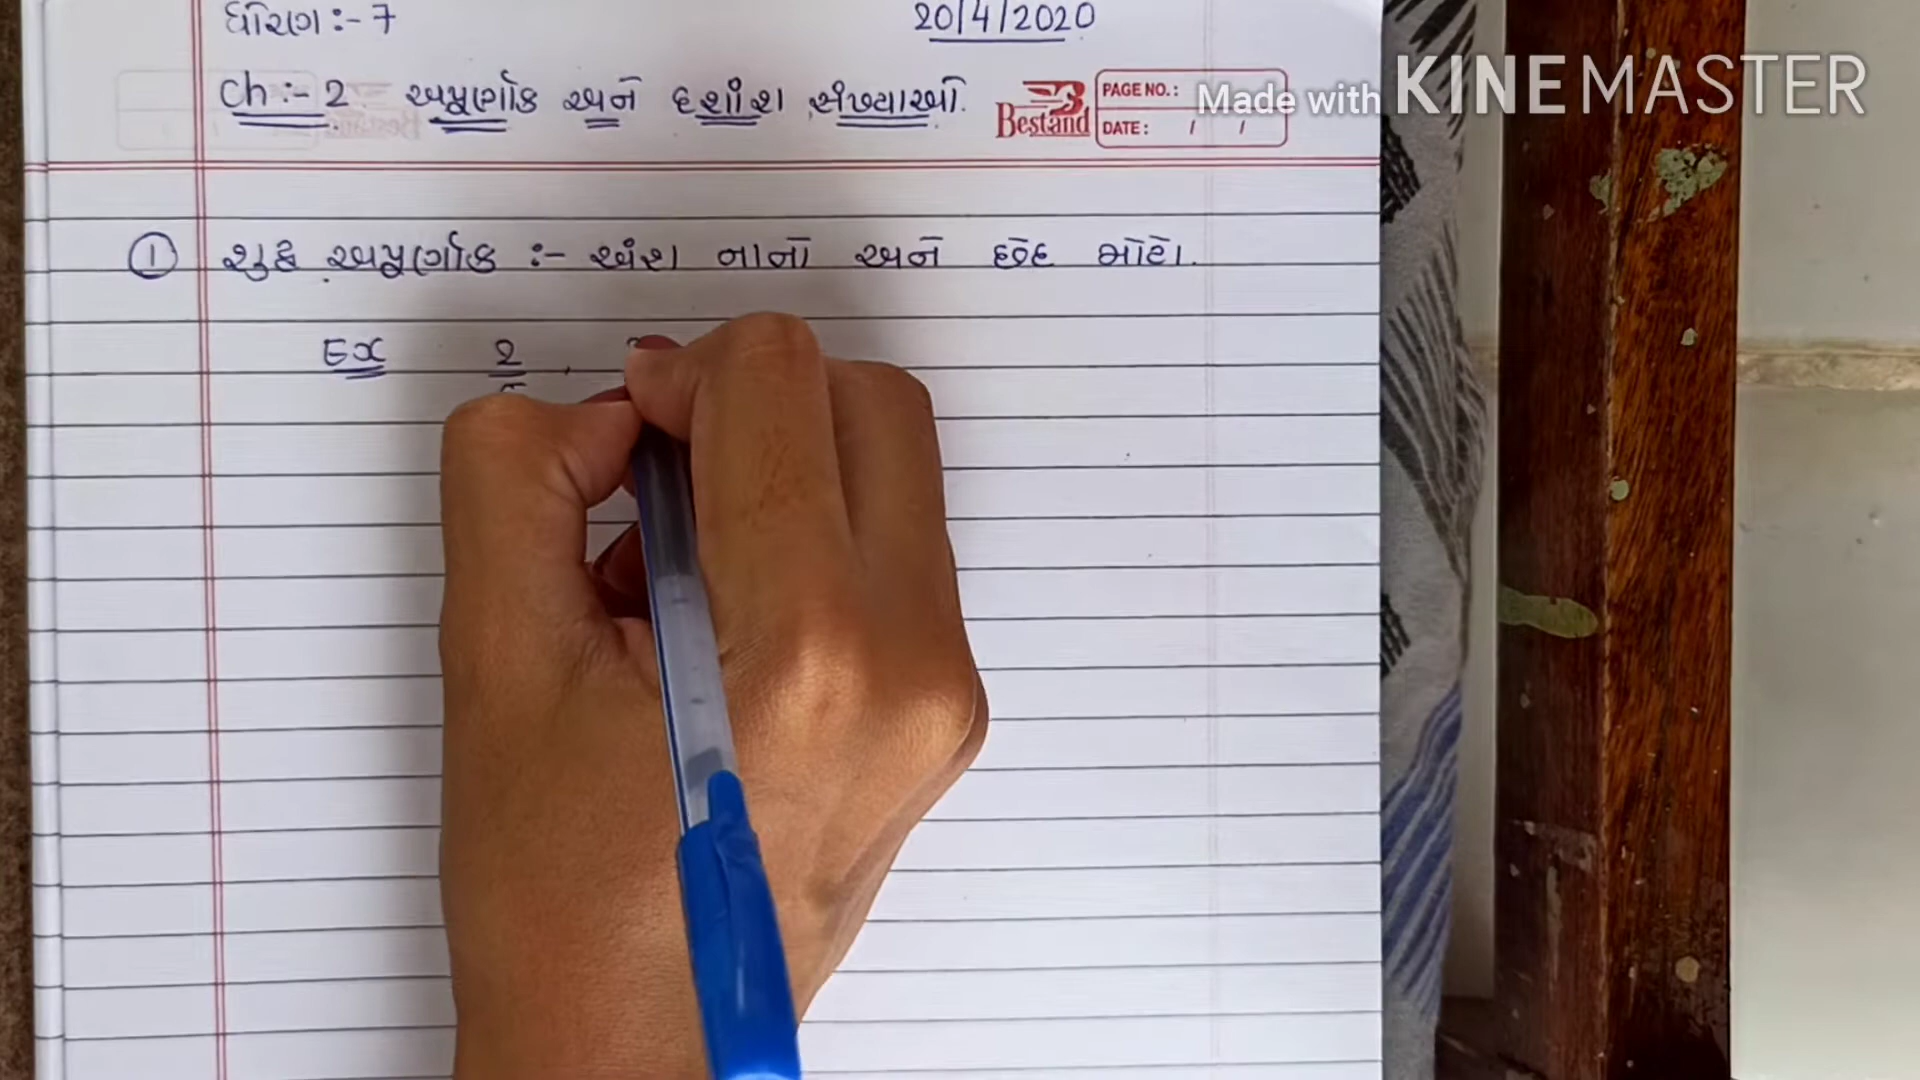 ધોરણ :- 7
20/4/2020
Ch :- 2. અપૂર્ણાંક અને દશાંશ સંખ્યાઓ.
Bestand
PAGE NO.:
DATE: / /
Made with KINEMASTER
① શુદ્ધ અપૂર્ણાંક :- અંશ નાનો અને છેદ મોટો.
Ex 2 ,